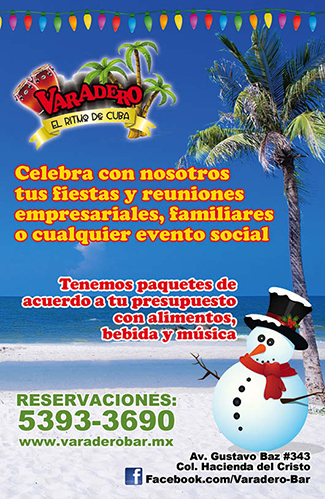 VARADERO
EL RITMO DE CUBA
Celebra con nosotros
tus fiestas y reuniones
empresariales, familiares
o cualquier evento social
Tenemos paquetes de
acuerdo a tu presupuesto
con alimentos,
bebida y música
RESERVACIONES:
5393-3690
www.varaderobar.mx
Av. Gustavo Baz #343
Col. Hacienda del Cristo
f Facebook.com/Varadero-Bar